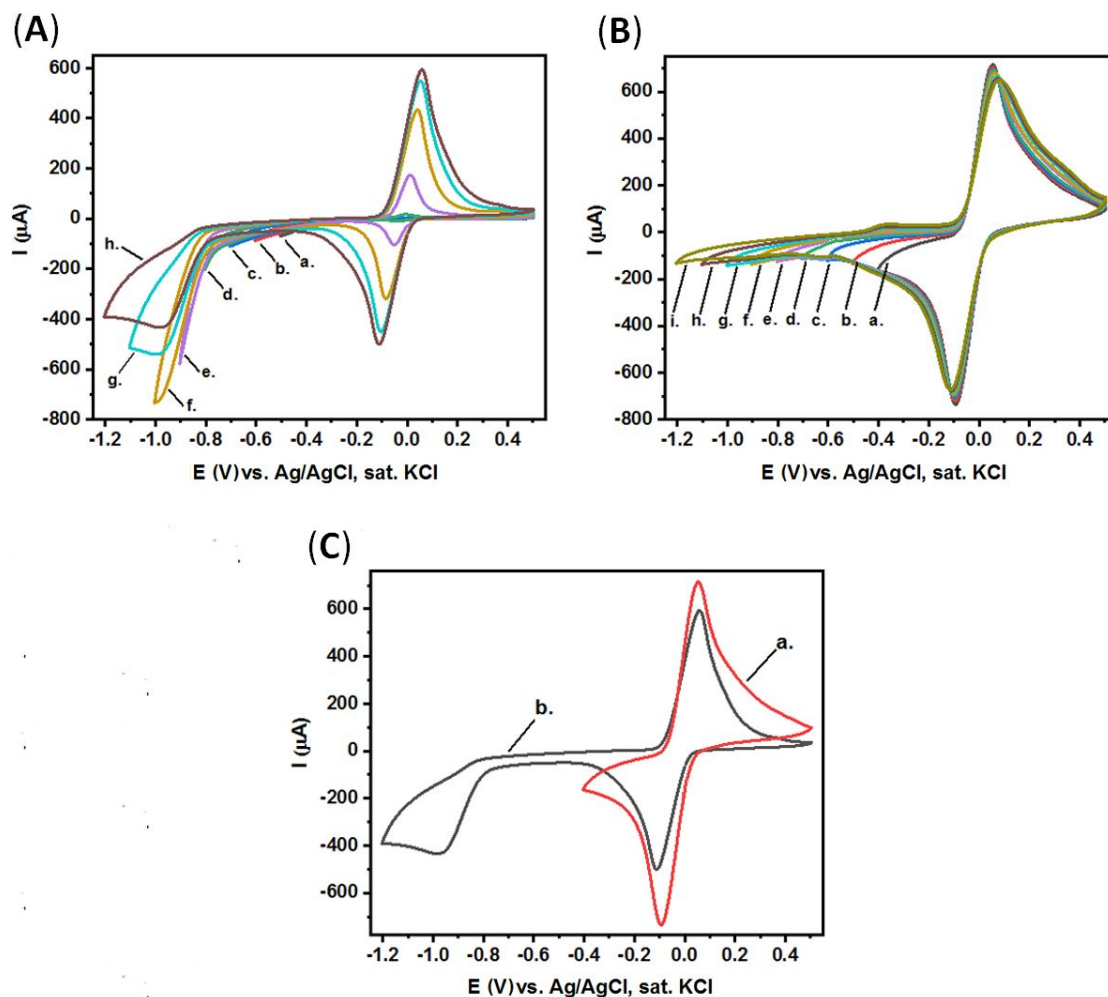 (A)
600
400
200
0
-200
-400
-600
-800
I (µA)
h.
g.
f.
e.
d.
c.
b.
a.
-1.2 -1.0 -0.8 -0.6 -0.4 -0.2 0.0 0.2 0.4
E (V) vs. Ag/AgCl, sat. KCl
(B)
600
400
200
0
-200
-400
-600
-800
I (µA)
i. h. g. f. e. d. c. b. a.
-1.2 -1.0 -0.8 -0.6 -0.4 -0.2 0.0 0.2 0.4
E (V) vs. Ag/AgCl, sat. KCl
(C)
600
400
200
0
-200
-400
-600
I (µA)
a.
b.
-1.2 -1.0 -0.8 -0.6 -0.4 -0.2 0.0 0.2 0.4
E (V) vs. Ag/AgCl, sat. KCl